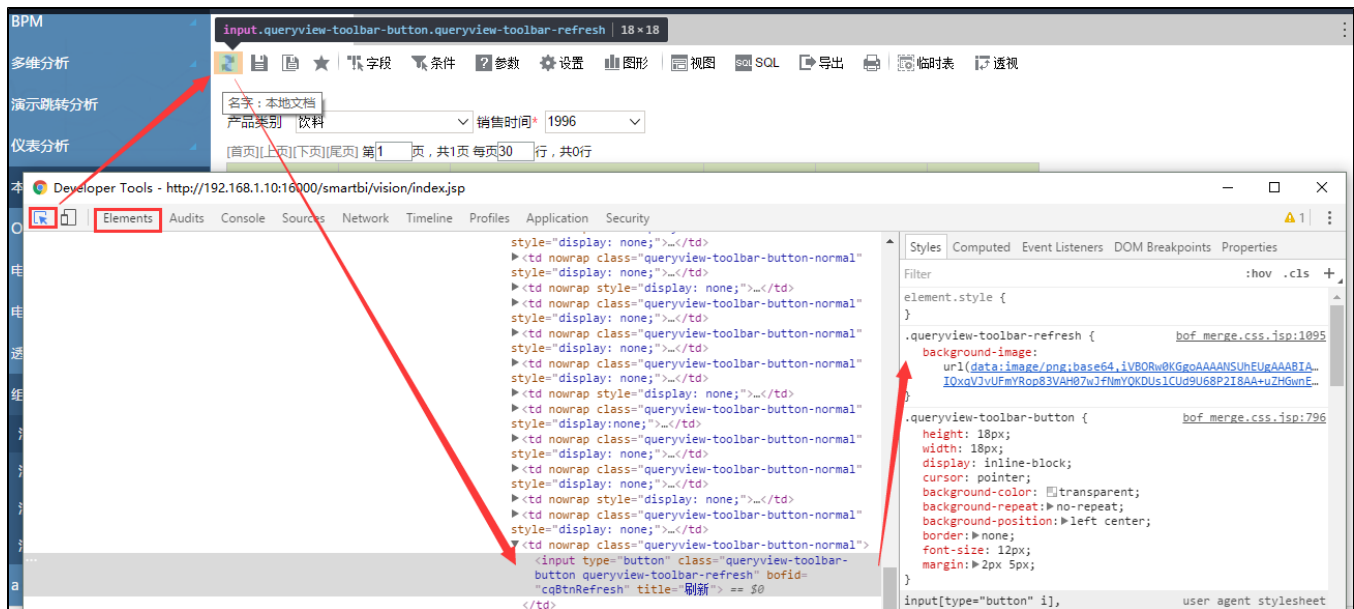 BPM
input.queryview-toolbar-button.queryview-toolbar-refresh | 18×18
多维分析
字段 条件 参数 设置 图形 视图 SQL SQL 导出 临时表 透视
演示跳转分析
名字：本地文档
产品类别 饮料 销售时间* 1996
仪表分析
[首页][上页][下页][尾页] 第1 页，共1页 每页30 行，共0行
本
Developer Tools - http://192.168.1.10:16000/smartbi/vision/index.jsp
Elements Audits Console Sources Network Timeline Profiles Application Security
1
style="display: none;">…</td>
<td nowrap class="queryview-toolbar-button-normal"
style="display: none;">…</td>
<td nowrap style="display: none;">…</td>
<td nowrap class="queryview-toolbar-button-normal"
style="display: none;">…</td>
<td nowrap class="queryview-toolbar-button-normal"
style="display: none;">…</td>
<td nowrap class="queryview-toolbar-button-normal"
style="display: none;">…</td>
<td nowrap class="queryview-toolbar-button-normal"
style="display:none;">…</td>
<td nowrap class="queryview-toolbar-button-normal"
style="display: none;">…</td>
<td nowrap class="queryview-toolbar-button-normal"
style="display: none;">…</td>
<td nowrap style="display: none;">…</td>
<td nowrap class="queryview-toolbar-button-normal"
style="display: none;">…</td>
<td nowrap class="queryview-toolbar-button-normal">
<input type="button" class="queryview-toolbar-
button queryview-toolbar-refresh" bofid=
"cqBtnRefresh" title="刷新"> == $0
</td>
Styles Computed Event Listeners DOM Breakpoints Properties
Filter :hov .cls +
element.style {
}
.queryview-toolbar-refresh { bof merge.css.jsp:1095
background-image:
url(data:image/png;base64,iVBORw0KGgoAAAANSUhEUgAAABIA…
IQxqVJvUFmYRop83VAH07wJfNmYQKDUslCUd9U68P2I8AA+uZHGwnE…
}
.queryview-toolbar-button { bof merge.css.jsp:796
height: 18px;
width: 18px;
display: inline-block;
cursor: pointer;
background-color: transparent;
background-repeat: no-repeat;
background-position: left center;
border: none;
font-size: 12px;
margin: 2px 5px;
}
input[type="button" i], user agent stylesheet
O
电
电
透
组
a